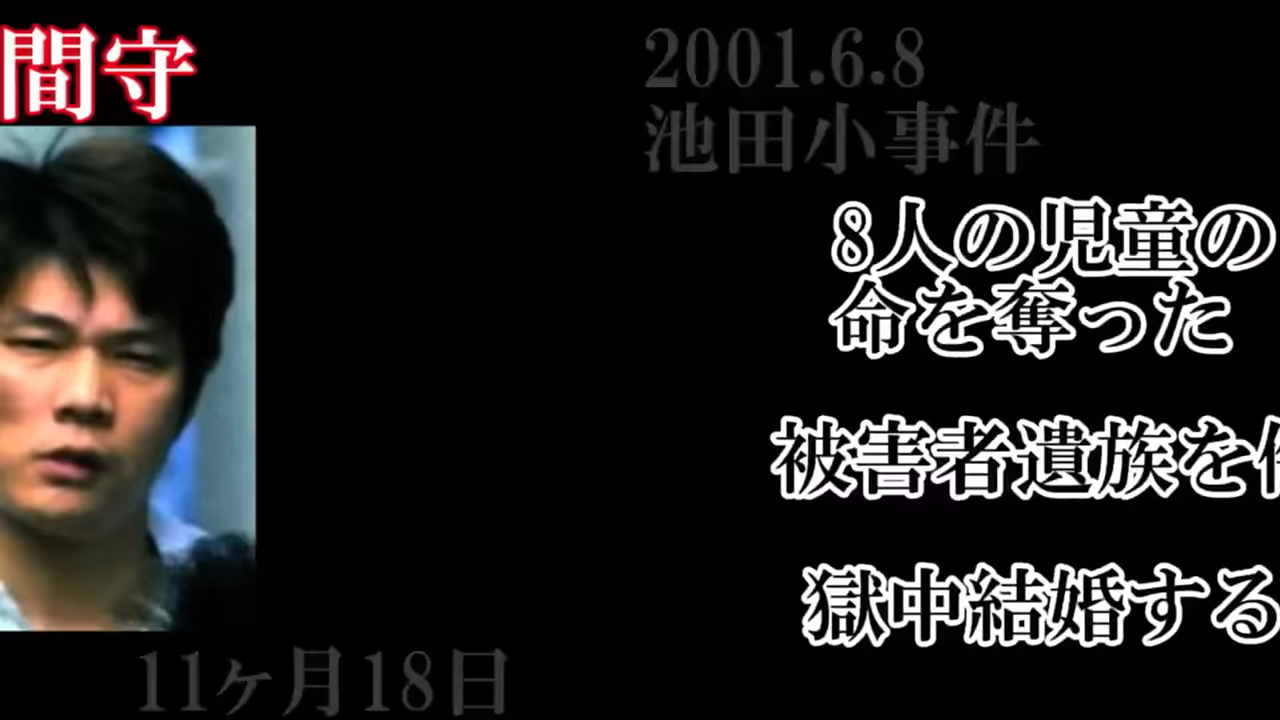 間守
2001.6.8
池田小事件
8人の児童の
命を奪った
被害者遺族を
獄中結婚する
11ヶ月18日